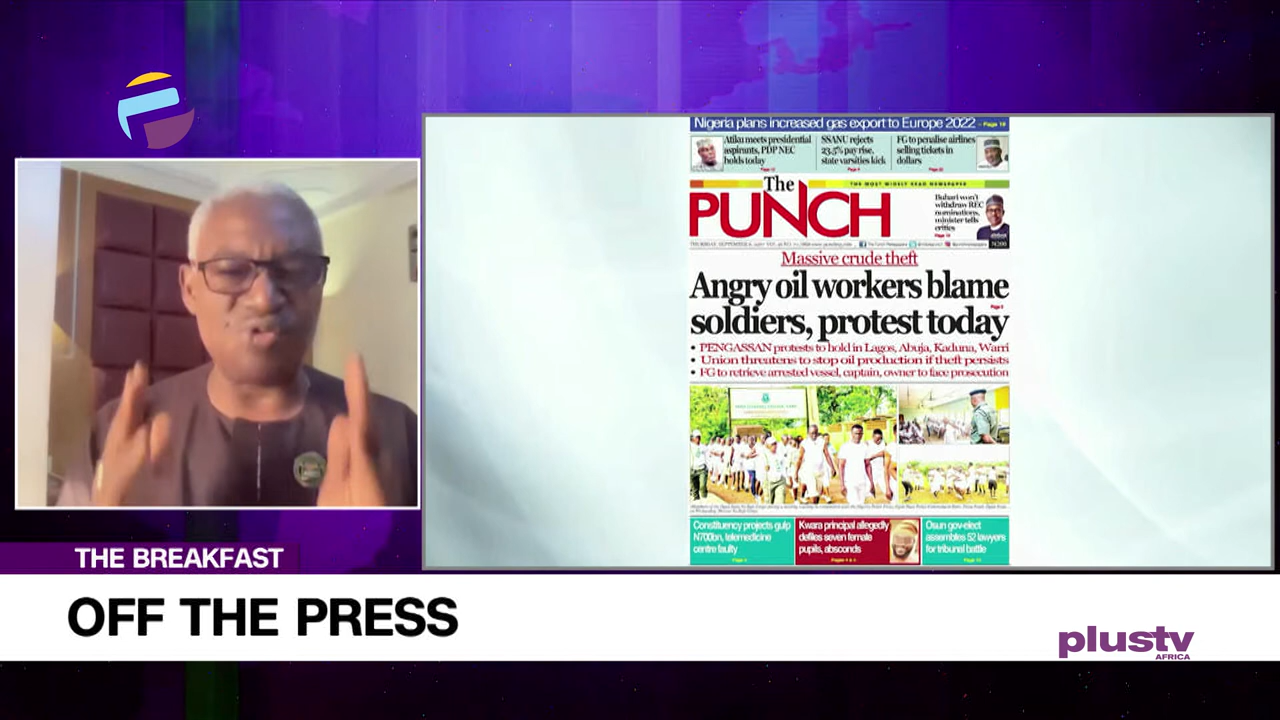 Nigeria plans increased gas export to Europe 2022 - Page 19
Atiku meets presidential
aspirants, PDP NEC
holds today
SSANU rejects
23.5% pay rise,
state varsities kick
FG to penalise airlines
selling tickets in
dollars
The
THE MOST WIDELY READ NEWSPAPER
PUNCH
Buhari won't
withdraw REC
nominations,
minister tells
critics
N200
Massive crude theft
Angry oil workers blame
soldiers, protest today
• PENGASSAN protests to hold in Lagos, Abuja, Kaduna, Warri
• Union threatens to stop oil production if theft persists
• FG to retrieve arrested vessel, captain, owner to face prosecution
Constituency projects gulp
N700bn, telemedicine
centre faulty
Kwara principal allegedly
defiles seven female
pupils, absconds
Osun gov-elect
assembles 52 lawyers
for tribunal battle
THE BREAKFAST
OFF THE PRESS
plustv
AFRICA